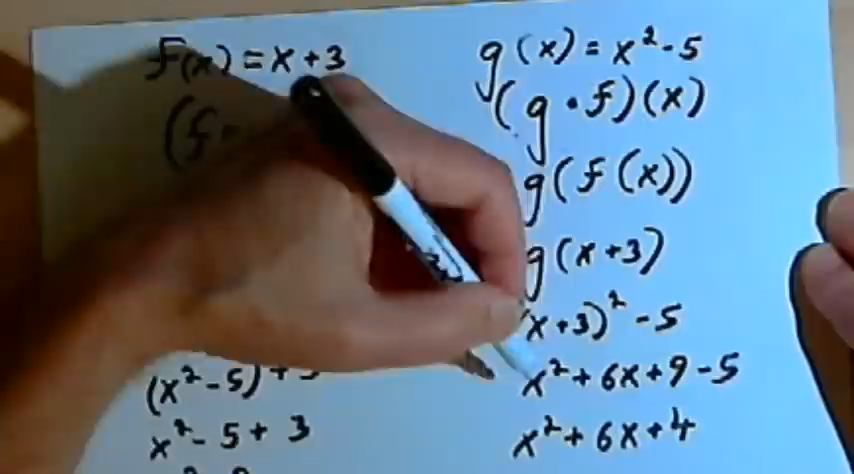 f(x) = x + 3
(f ·
(x² - 5) + 3
x² - 5 + 3
g(x) = x² - 5
(g · f)(x)
g(f(x))
g(x + 3)
(x + 3)² - 5
x² + 6x + 9 - 5
x² + 6x + 4